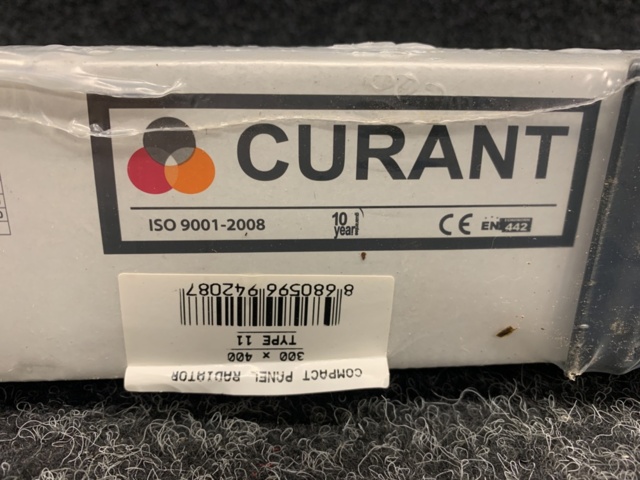 CURANT
ISO 9001-2008
10
year
CE EN 442
COMPACT PANEL RADIATOR
300 x 400
TYPE 11
8 680596 942087